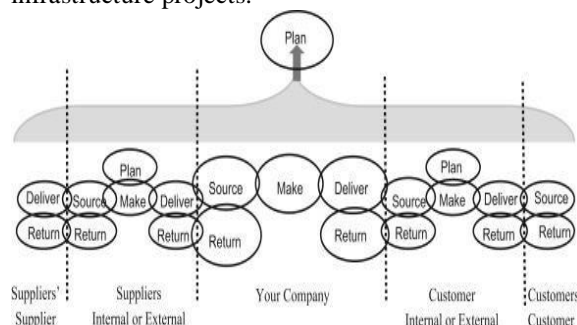 infrastructure projects.
Plan
Plan Plan
Deliver Source Make Deliver Source Make Deliver Source Make Deliver Source
Return Return Return Return Return Return Return Return
Suppliers' Suppliers Your Company Customer Customers
Supplier Internal or External Internal or External Customer